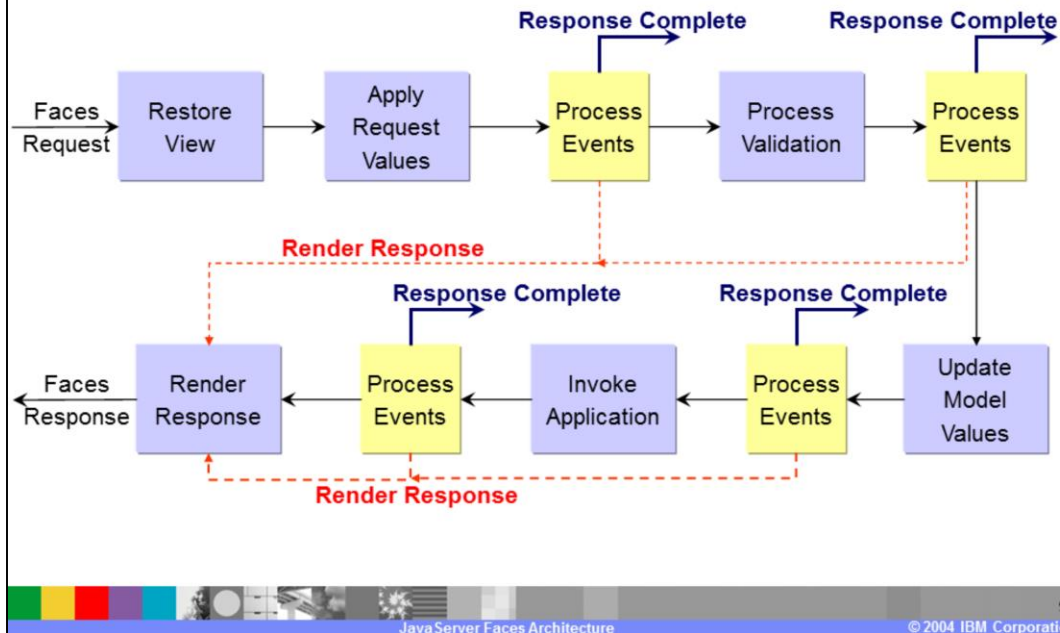 Response Complete
Response Complete
Faces
Request
Restore
View
Apply
Request
Values
Process
Events
Process
Validation
Process
Events
Render Response
Response Complete
Response Complete
Faces
Response
Render
Response
Process
Events
Invoke
Application
Process
Events
Update
Model
Values
Render Response
JavaServer Faces Architecture
© 2004 IBM Corporati